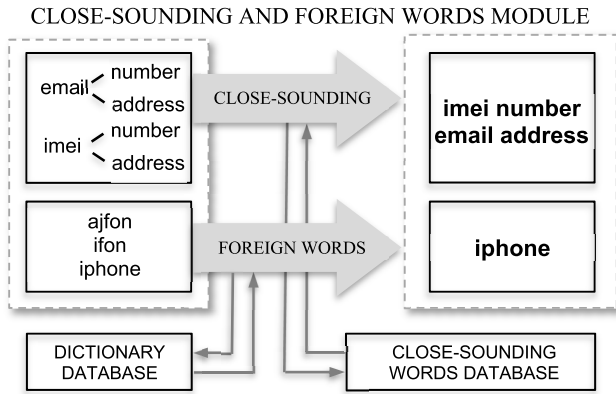 CLOSE-SOUNDING AND FOREIGN WORDS MODULE
email
number
address
imei
number
address
CLOSE-SOUNDING
imei number
email address
ajfon
ifon
iphone
FOREIGN WORDS
iphone
DICTIONARY
DATABASE
CLOSE-SOUNDING
WORDS DATABASE